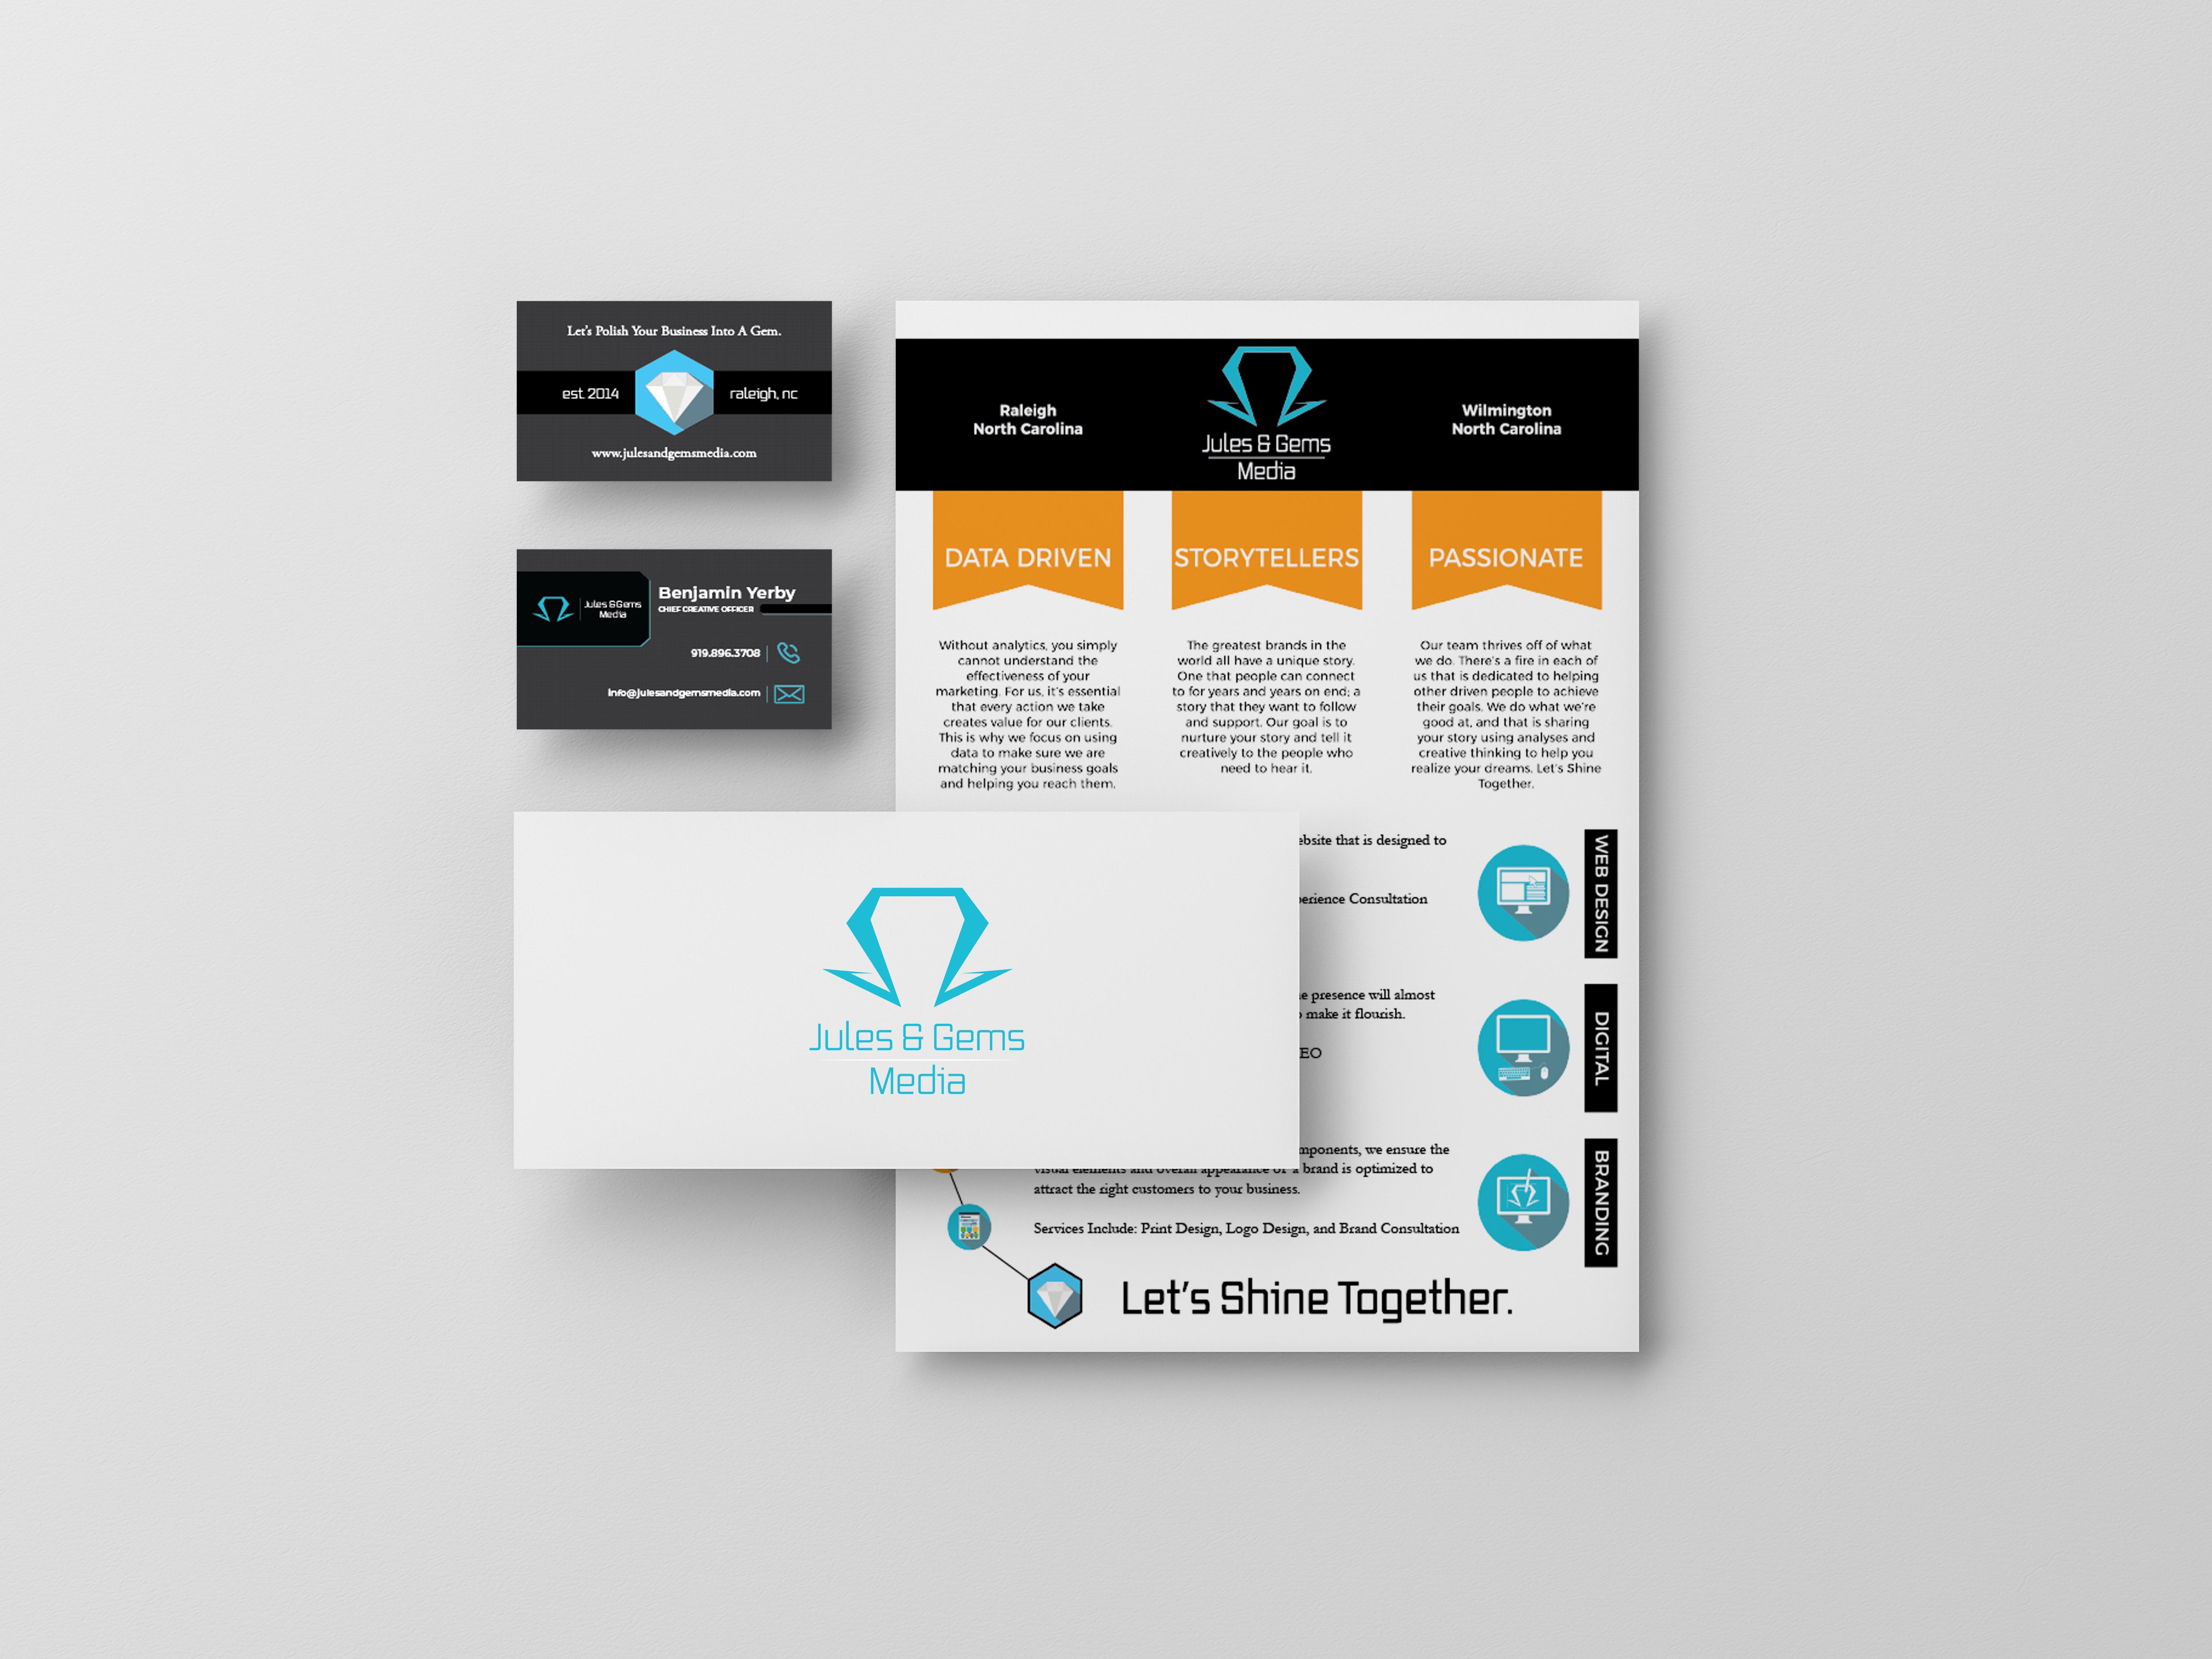 Let's Polish Your Business Into A Gem.
est. 2014
raleigh, nc
www.julesandgemsmedia.com
Jules & Gems
Media
Benjamin Yerby
CHIEF CREATIVE OFFICER
919.896.3708
info@julesandgemsmedia.com
Jules & Gems
Media
Raleigh
North Carolina
Jules & Gems
Media
Wilmington
North Carolina
DATA DRIVEN
Without analytics, you simply
cannot understand the
effectiveness of your
marketing. For us, it's essential
that every action we take
creates value for our clients.
This is why we focus on using
data to make sure we are
matching your business goals
and helping you reach them.
STORYTELLERS
The greatest brands in the
world all have a unique story.
One that people can connect
to for years and years on end; a
story that they want to follow
and support. Our goal is to
nurture your story and tell it
creatively to the people who
need to hear it.
PASSIONATE
Our team thrives off of what
we do. There's a fire in each of
us that is dedicated to helping
other driven people to achieve
their goals. We do what we're
good at, and that is sharing
your story using analyses and
creative thinking to help you
realize your dreams. Let's Shine
Together.
ebsite that is designed to
perience Consultation
WEB DESIGN
e presence will almost
o make it flourish.
EO
DIGITAL
mponents, we ensure the
visual elements and overall appearance of a brand is optimized to
attract the right customers to your business.
Services Include: Print Design, Logo Design, and Brand Consultation
BRANDING
Let's Shine Together.